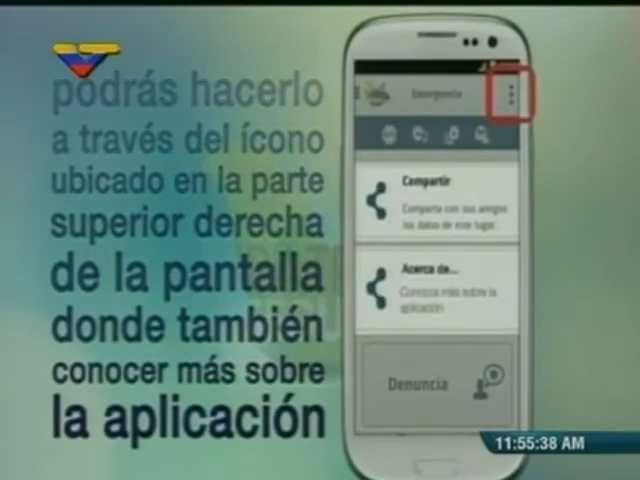 podrás hacerlo
a través del ícono
ubicado en la parte
superior derecha
de la pantalla
donde también
conocer más sobre
la aplicación
Emergencia
Compartir
Comparte con sus amigos
los datos de este lugar.
Acerca de...
Conozca más sobre la
aplicación
Denuncia
11:55:38 AM